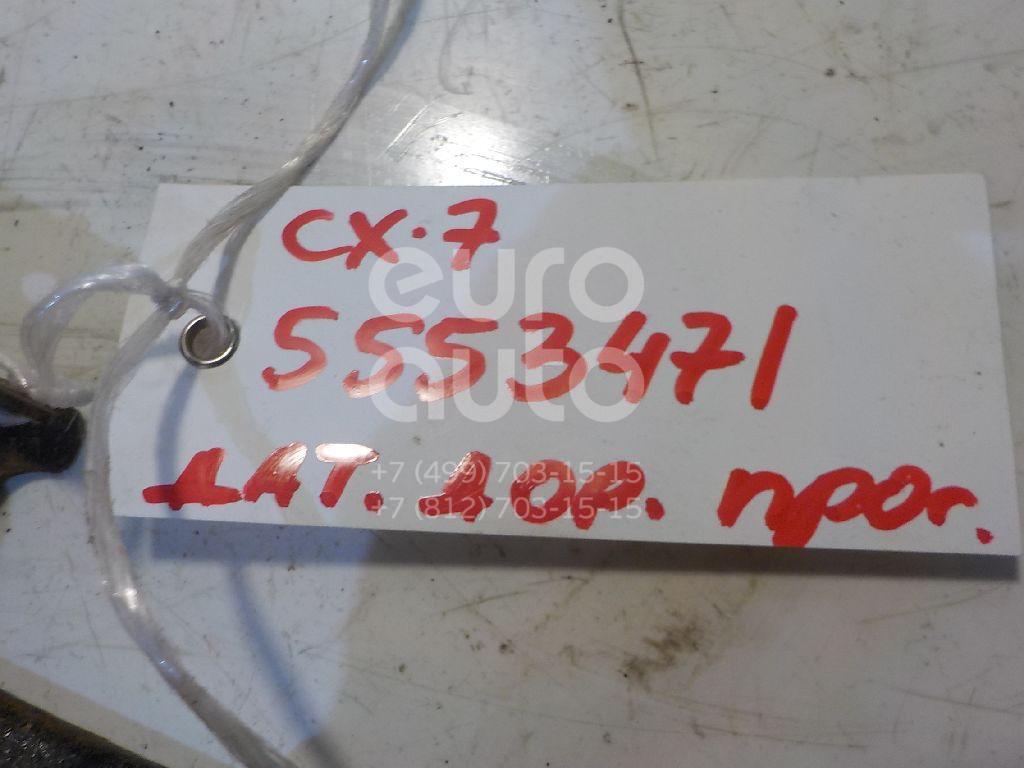 CX-7
euro
5553471
auto
ДАТ. ДОР. прог.
+7 (499) 703-15-15
+7 (812) 703-15-15